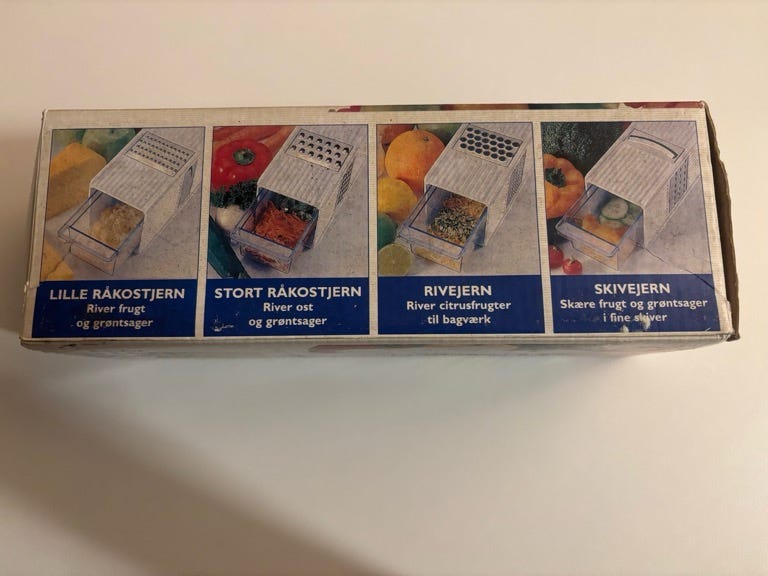 LILLE RÅKOSTJERN
River frugt
og grøntsager
STORT RÅKOSTJERN
River ost
og grøntsager
RIVEJERN
River citrusfrugter
til bagværk
SKIVEJERN
Skære frugt og grøntsager
i fine skiver